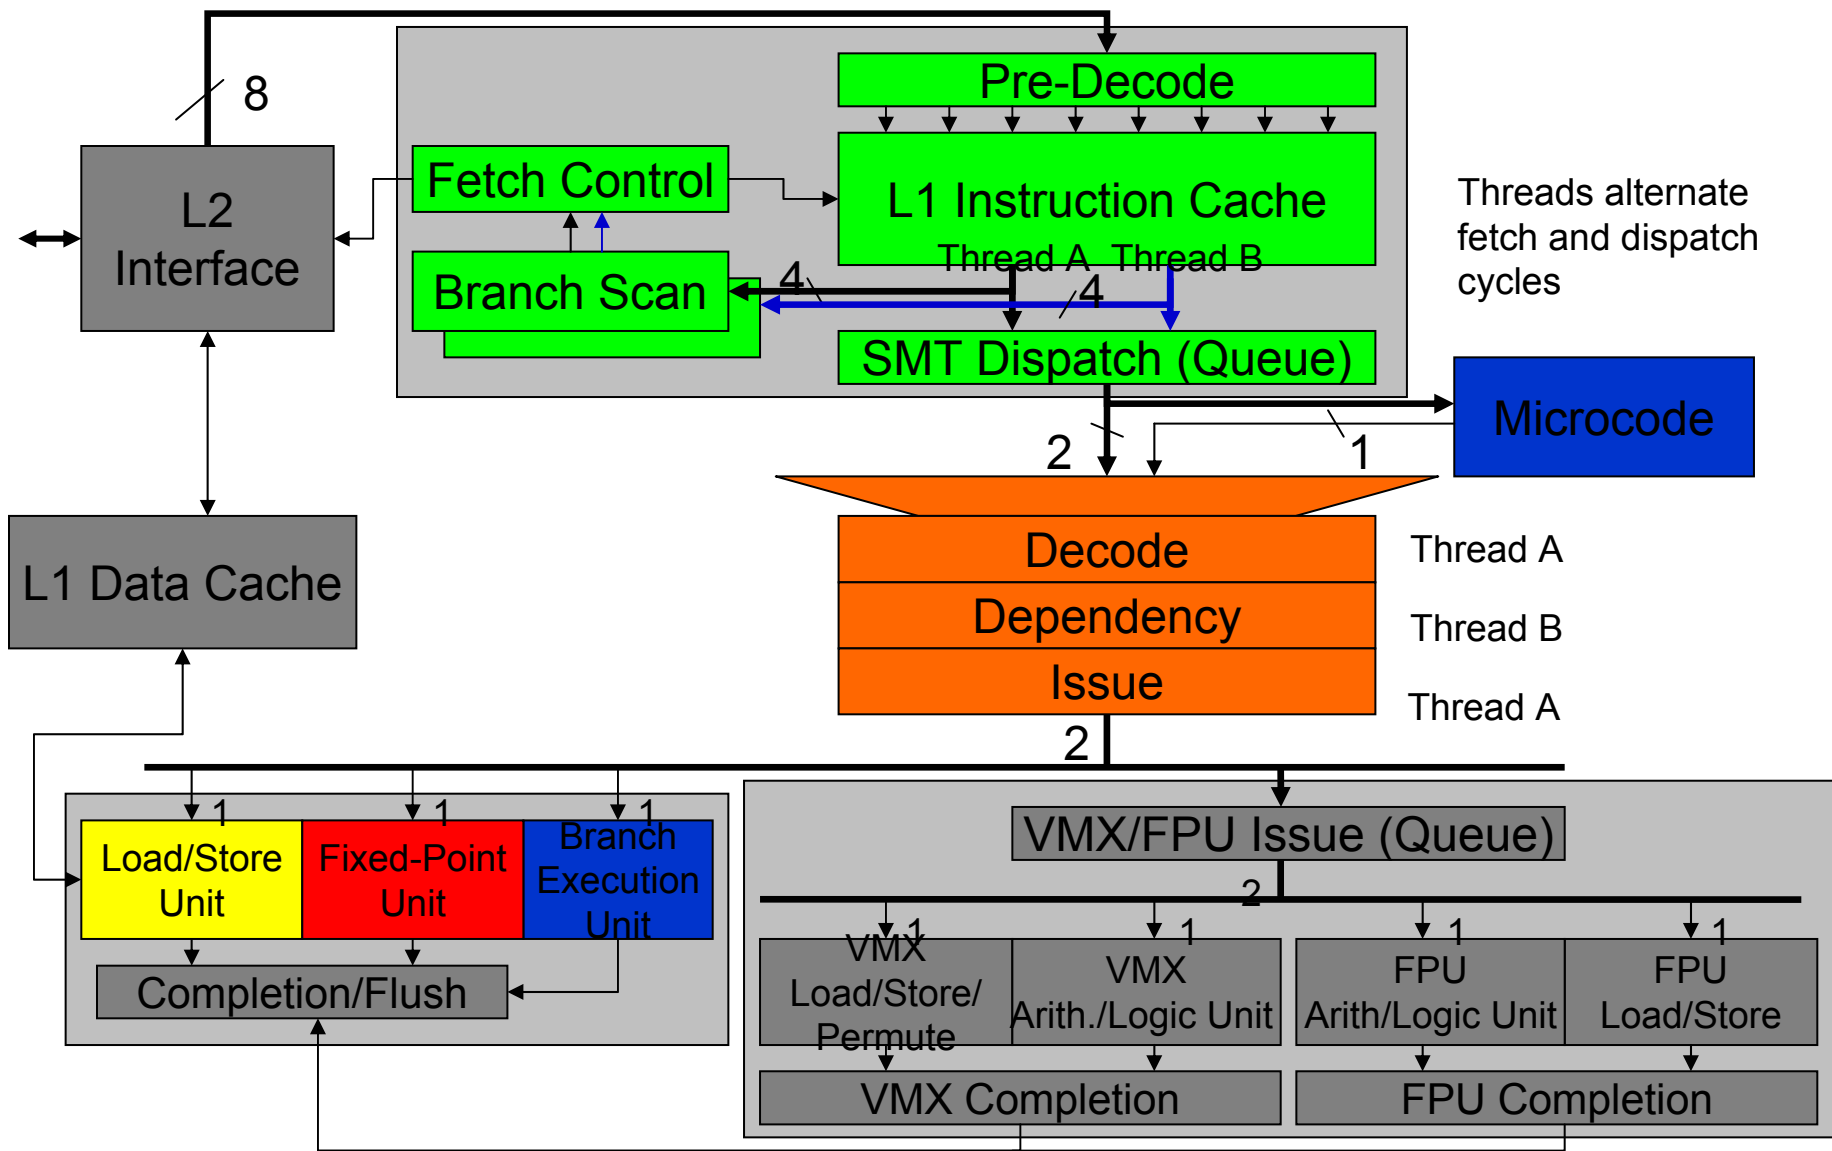 8
Pre-Decode
L2
Interface
Fetch Control
L1 Instruction Cache
Thread A
Thread B
Threads alternate
fetch and dispatch
cycles
Branch Scan
4
4
SMT Dispatch (Queue)
Microcode
2
1
L1 Data Cache
Decode
Thread A
Dependency
Thread B
Issue
Thread A
2
1
1
1
Load/Store
Unit
Fixed-Point
Unit
Branch
Execution
Unit
Completion/Flush
VMX/FPU Issue (Queue)
2
1
1
1
1
VMX
Load/Store/
Permute
VMX
Arith./Logic Unit
FPU
Arith/Logic Unit
FPU
Load/Store
VMX Completion
FPU Completion